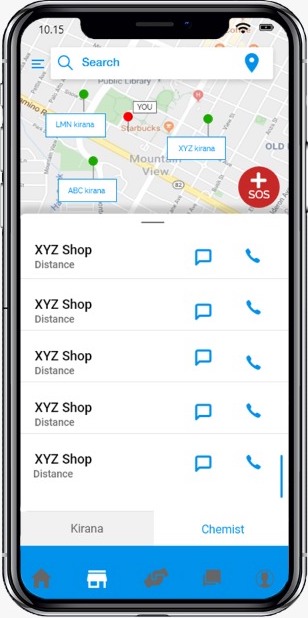 10.15
Search
Public Library
YOU
LMN kirana
Starbucks
XYZ kirana
OLD
Mountain
View
82
ABC kirana
SOS
XYZ Shop
Distance
XYZ Shop
Distance
XYZ Shop
Distance
XYZ Shop
Distance
XYZ Shop
Distance
Kirana
Chemist